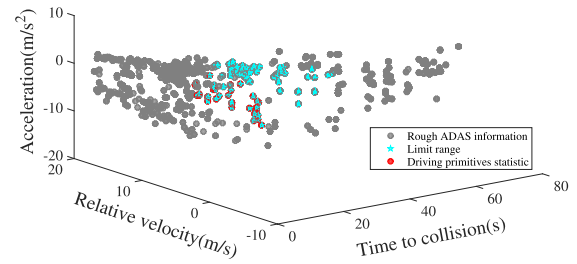 10
0
-10
-20
Acceleration(m/s²)
20
10
0
-10
Relative velocity(m/s)
0
20
40
60
80
Time to collision(s)
Rough ADAS information
Limit range
Driving primitives statistic